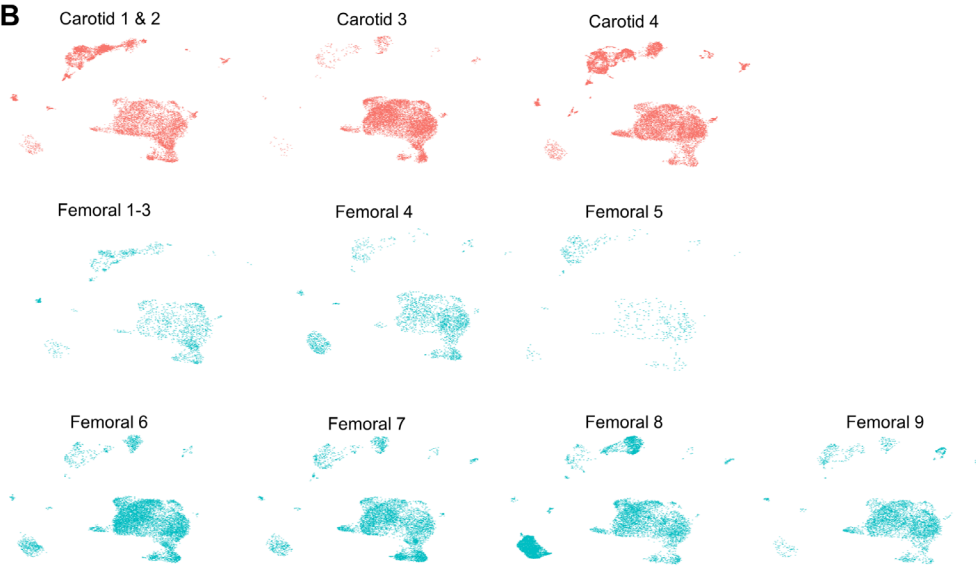 B
Carotid 1 & 2
Carotid 3
Carotid 4
Femoral 1-3
Femoral 4
Femoral 5
Femoral 6
Femoral 7
Femoral 8
Femoral 9